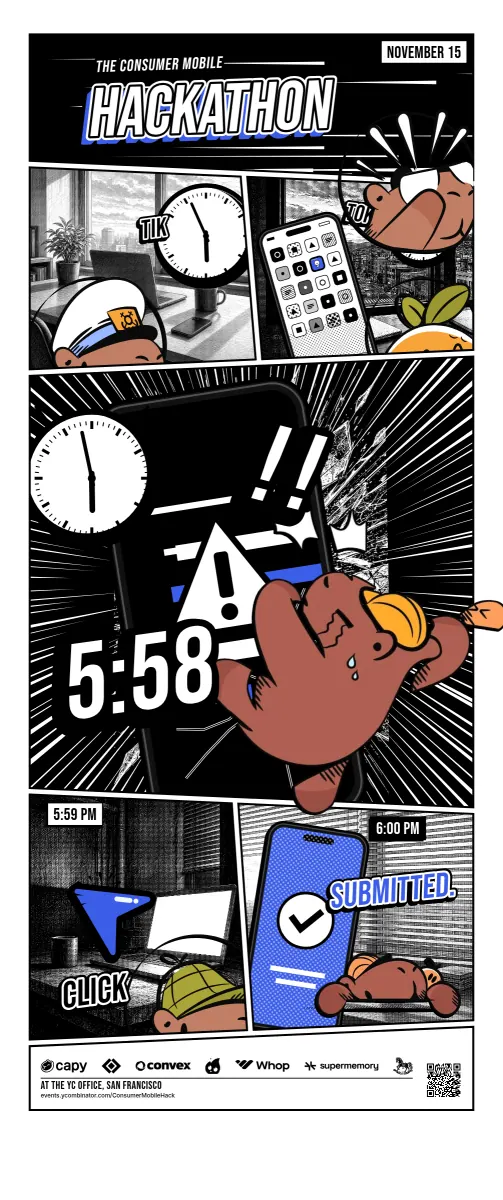 NOVEMBER 15
THE CONSUMER MOBILE
HACKATHON
TIK
!!
5:58
5:59 PM
6:00 PM
SUBMITTED.
CLICK
capy
convex
Whop
supermemory
AT THE YC OFFICE, SAN FRANCISCO
events.ycombinator.com/ConsumerMobileHack